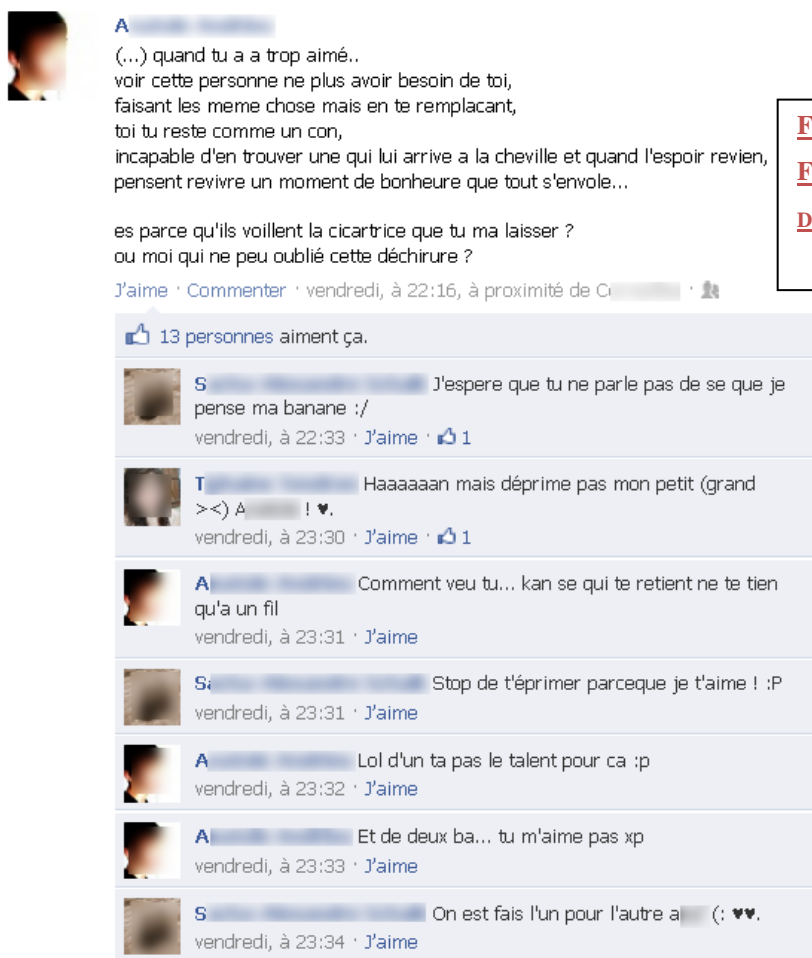 A
(...) quand tu a a trop aimé..
voir cette personne ne plus avoir besoin de toi,
faisant les meme chose mais en te remplacant,
toi tu reste comme un con,
incapable d'en trouver une qui lui arrive a la cheville et quand l'espoir revien,
pensent revivre un moment de bonheure que tout s'envole...
es parce qu'ils voillent la cicartrice que tu ma laisser ?
ou moi qui ne peu oublié cette déchirure ?
J'aime · Commenter · vendredi, à 22:16, à proximité de C ·
13 personnes aiment ça.
S J'espere que tu ne parle pas de se que je
pense ma banane :/
vendredi, à 22:33 · J'aime · 1
T Haaaaaan mais déprime pas mon petit (grand
><) A ! ♥.
vendredi, à 23:30 · J'aime · 1
A Comment veu tu... kan se qui te retient ne te tien
qu'a un fil
vendredi, à 23:31 · J'aime
Sa Stop de t'éprimer parceque je t'aime ! :P
vendredi, à 23:31 · J'aime
A Lol d'un ta pas le talent pour ca :p
vendredi, à 23:32 · J'aime
A Et de deux ba... tu m'aime pas xp
vendredi, à 23:33 · J'aime
S On est fais l'un pour l'autre a (: ♥♥.
vendredi, à 23:34 · J'aime
F
F
D